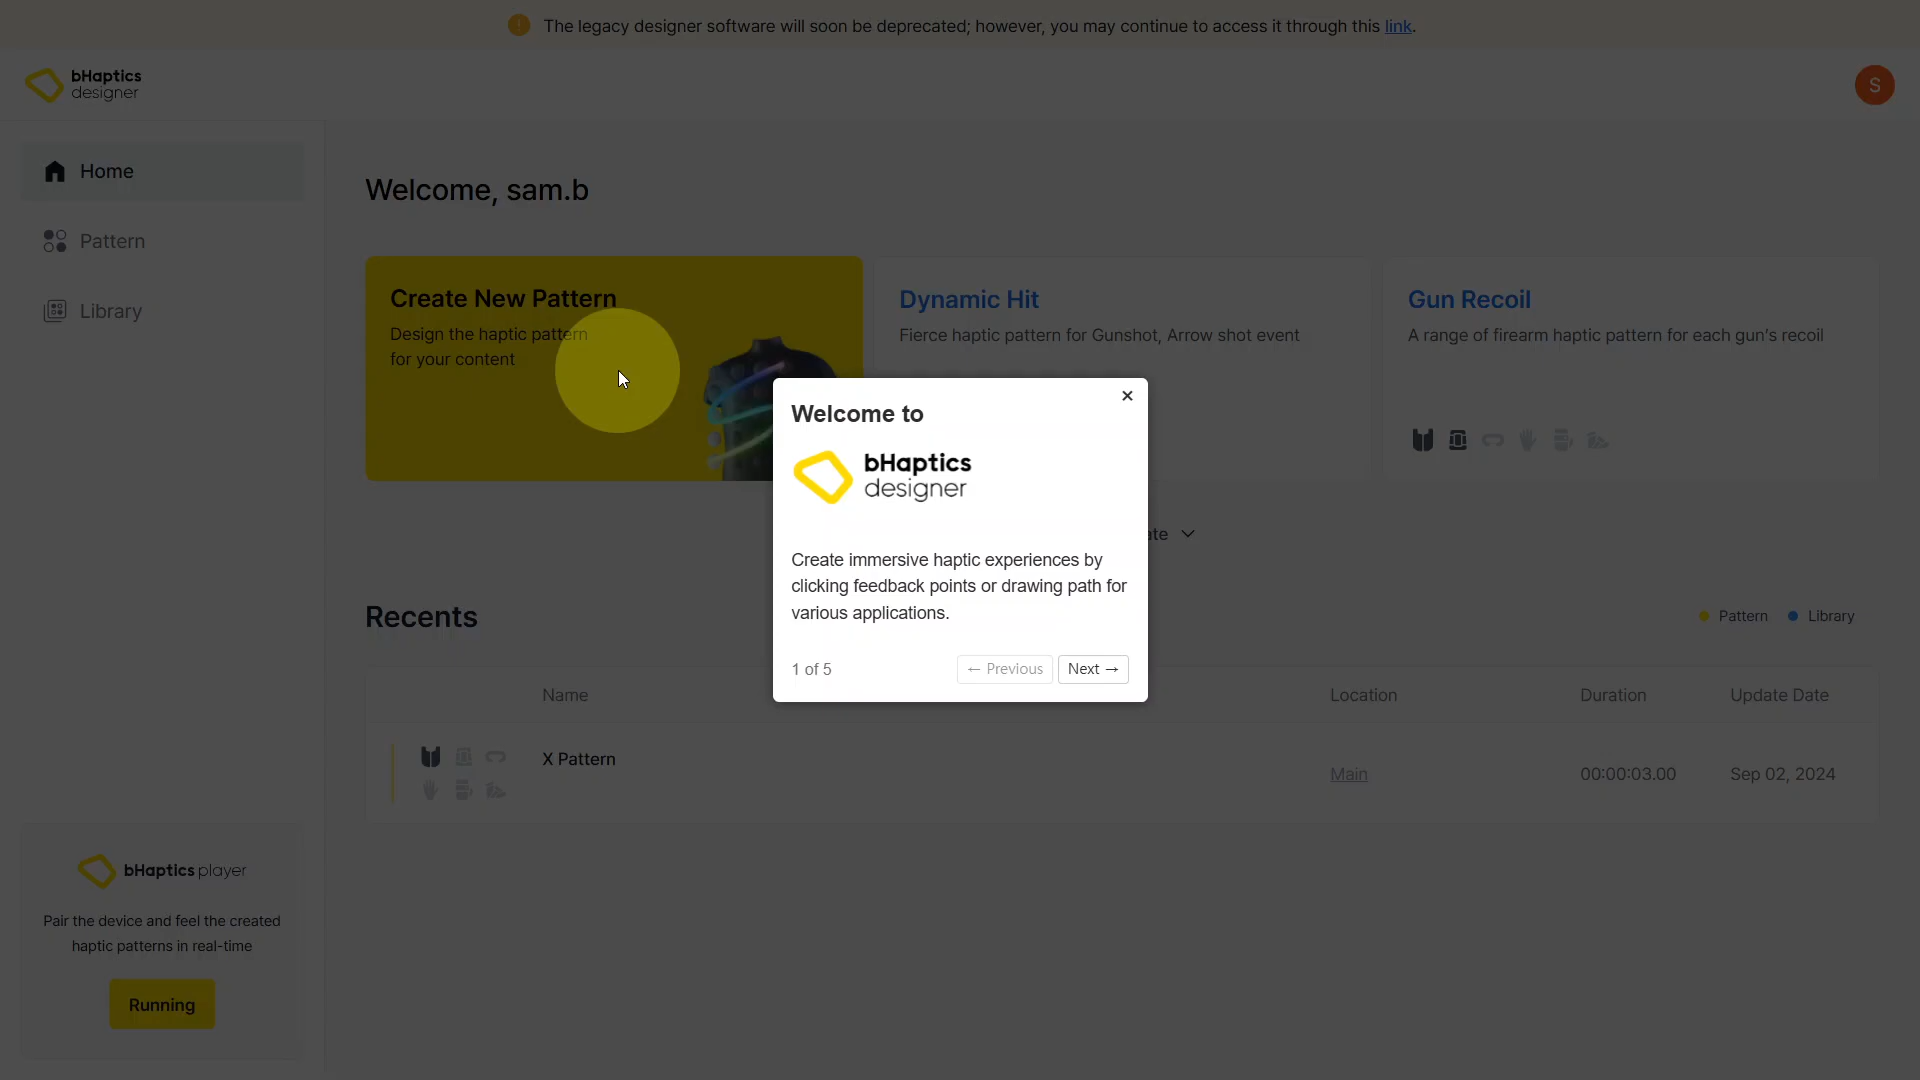 The legacy designer software will soon be deprecated; however, you may continue to access it through this link.
bHaptics
designer
S
Home
Pattern
Library
Welcome, sam.b
Create New Pattern
Design the haptic pattern
for your content
Dynamic Hit
Fierce haptic pattern for Gunshot, Arrow shot event
Gun Recoil
A range of firearm haptic pattern for each gun's recoil
Welcome to
bHaptics
designer
Create immersive haptic experiences by
clicking feedback points or drawing path for
various applications.
1 of 5
← Previous
Next →
Recents
Pattern
Library
Name
Location
Duration
Update Date
X Pattern
Main
00:00:03.00
Sep 02, 2024
bHaptics player
Pair the device and feel the created
haptic patterns in real-time
Running